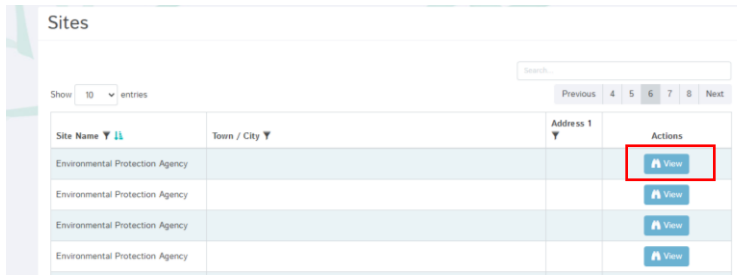 Sites
Search...
Show 10 entries
Previous 4 5 6 7 8 Next
Site Name Town / City Address 1 Actions
Environmental Protection Agency View
Environmental Protection Agency View
Environmental Protection Agency View
Environmental Protection Agency View